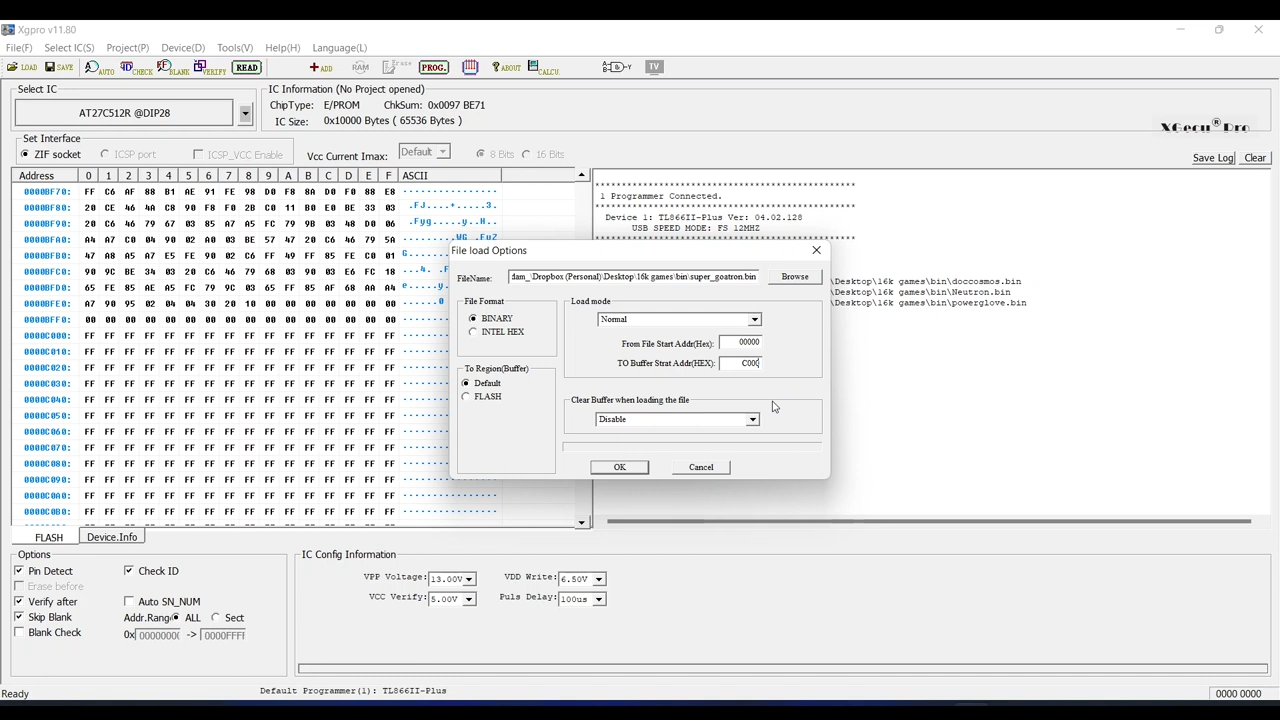 Xgpro v11.80
File(F) Select IC(S) Project(P) Device(D) Tools(V) Help(H) Language(L)
LOAD SAVE AUTO CHECK BLANK VERIFY READ ADD RAM Erase PROG. ABOUT CALCU. TV
Select IC
AT27C512R @DIP28
IC Information (No Project opened)
ChipType: E/PROM ChkSum: 0x0097 BE71
IC Size: 0x10000 Bytes ( 65536 Bytes )
XGecu® Pro
Set Interface
ZIF socket ICSP port ICSP_VCC Enable
Vcc Current Imax: Default 8 Bits 16 Bits
Save Log Clear
Address 0 1 2 3 4 5 6 7 8 9 A B C D E F ASCII
0000BF70: FF C6 AF 88 B1 AE 91 FE 98 D0 F8 8A D0 F0 88 E8
0000BF80: 20 CE 46 4A C8 90 F8 F0 2B C0 11 B0 E0 BE 33 03
0000BF90: 20 C6 46 79 67 03 85 A7 A5 FC 79 9B 03 48 D0 06
0000BFA0: A4 A7 C0 04 90 02 A0 03 BE 57 47 20 C6 46 79 5A
0000BFB0: 47 A8 A5 A7 E5 FE 90 02 C6 85 FF EC 49 FF C0 01
0000BFC0: 90 9C BE 34 03 20 C6 46 79 68 03 90 03 E6 FC 18
0000BFD0: 65 FE 85 AE A5 FC 79 9C 03 65 FF 85 68 AA A4
0000BFE0: A7 90 95 02 04 04 30 20 10 00 00 00 00 00 00 00
0000BFF0: 00 00 00 00 00 00 00 00 00 00 00 00 00 00 00 00
0000C000: FF FF FF FF FF FF FF FF FF FF FF FF FF FF FF FF
0000C010: FF FF FF FF FF FF FF FF FF FF FF FF FF FF FF FF
0000C020: FF FF FF FF FF FF FF FF FF FF FF FF FF FF FF FF
0000C030: FF FF FF FF FF FF FF FF FF FF FF FF FF FF FF FF
0000C040: FF FF FF FF FF FF FF FF FF FF FF FF FF FF FF FF
0000C050: FF FF FF FF FF FF FF FF FF FF FF FF FF FF FF FF
0000C060: FF FF FF FF FF FF FF FF FF FF FF FF FF FF FF FF
0000C070: FF FF FF FF FF FF FF FF FF FF FF FF FF FF FF FF
0000C080: FF FF FF FF FF FF FF FF FF FF FF FF FF FF FF FF
0000C090: FF FF FF FF FF FF FF FF FF FF FF FF FF FF FF FF
0000C0A0: FF FF FF FF FF FF FF FF FF FF FF FF FF FF FF FF
0000C0B0: FF FF FF FF FF FF FF FF FF FF FF FF FF FF FF FF
1 Programmer Connected.
Device 1: TL866II-Plus Ver: 04.02.128
USB SPEED MODE: FS 12MHZ
\Desktop\16k games\bin\doccosmos.bin
\Desktop\16k games\bin\Neutron.bin
\Desktop\16k games\bin\powerglove.bin
File load Options
FileName: dam_\Dropbox (Personal)\Desktop\16k games\bin\super_goatron.bin Browse
File Format
BINARY
INTEL HEX
To Region(Buffer)
Default
FLASH
Load mode
Normal
From File Start Addr(Hex): 00000
TO Buffer Strat Addr(HEX): C000
Clear Buffer when loading the file
Disable
OK Cancel
FLASH Device.Info
Options
Pin Detect Check ID
Erase before
Verify after Auto SN_NUM
Skip Blank Addr.Rang ALL Sect
Blank Check 0x 00000000 -> 0000FFFF
IC Config Information
VPP Voltage: 13.00V VDD Write: 6.50V
VCC Verify: 5.00V Puls Delay: 100us
Ready Default Programmer(1): TL866II-Plus 0000 0000